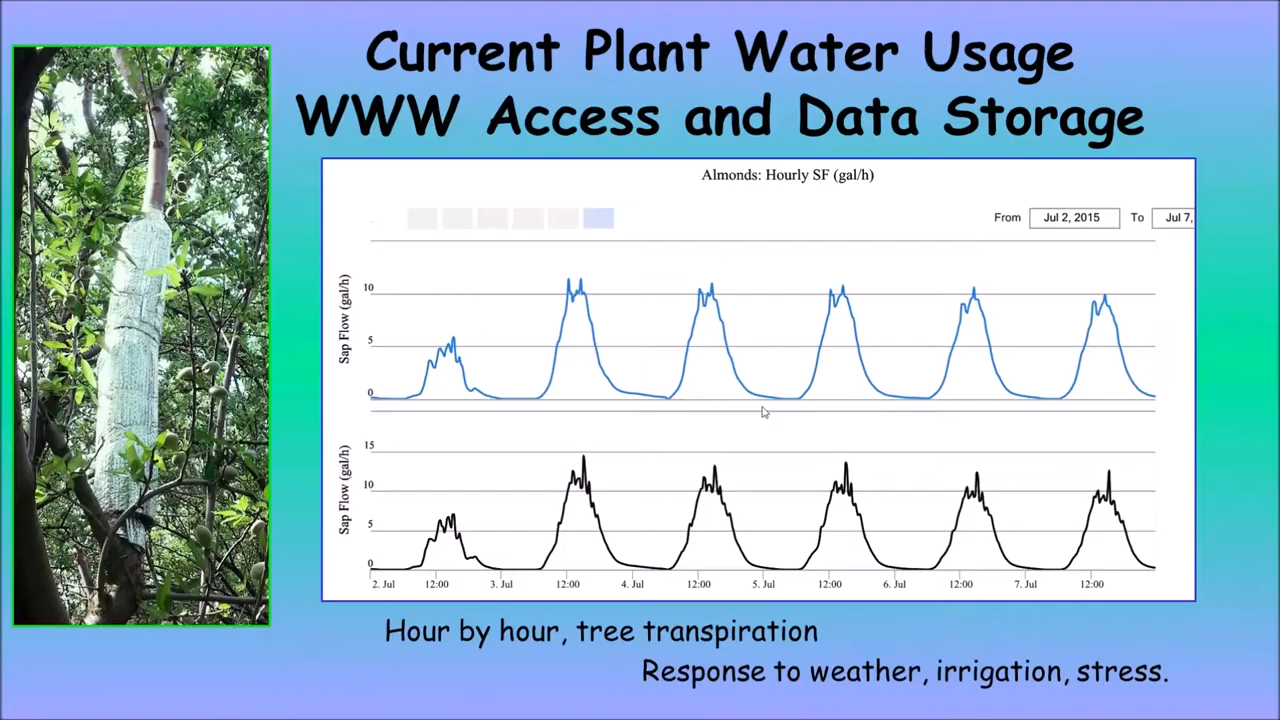 Current Plant Water Usage
WWW Access and Data Storage
Almonds: Hourly SF (gal/h)
From Jul 2, 2015 To Jul 7,
Sap Flow (gal/h)
10
5
0
Sap Flow (gal/h)
15
10
5
0
2. Jul 12:00 3. Jul 12:00 4. Jul 12:00 5. Jul 12:00 6. Jul 12:00 7. Jul 12:00
Hour by hour, tree transpiration
Response to weather, irrigation, stress.